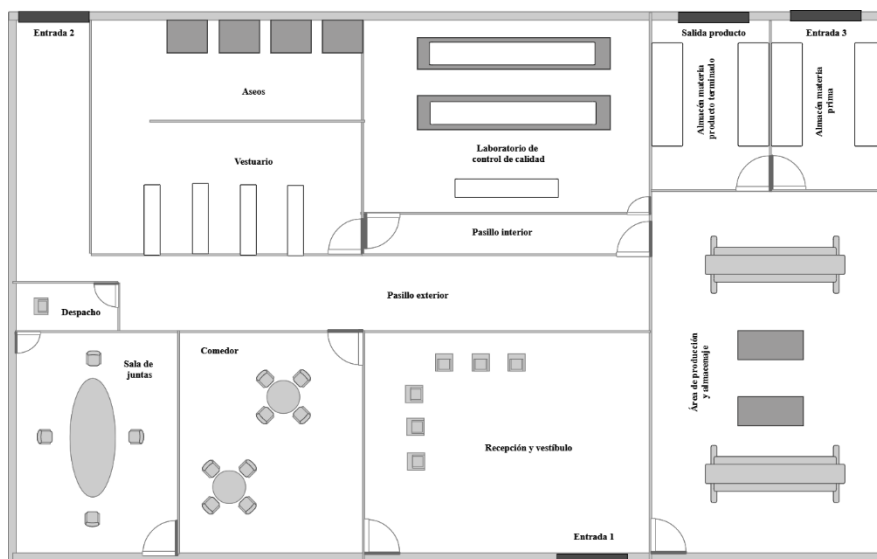 Entrada 2
Salida producto
Entrada 3
Aseos
Almacén materia
producto terminado
Almacén materia
prima
Laboratorio de
control de calidad
Vestuario
Pasillo interior
Pasillo exterior
Despacho
Sala de
juntas
Comedor
Área de producción
y almacenaje
Recepción y vestíbulo
Entrada 1